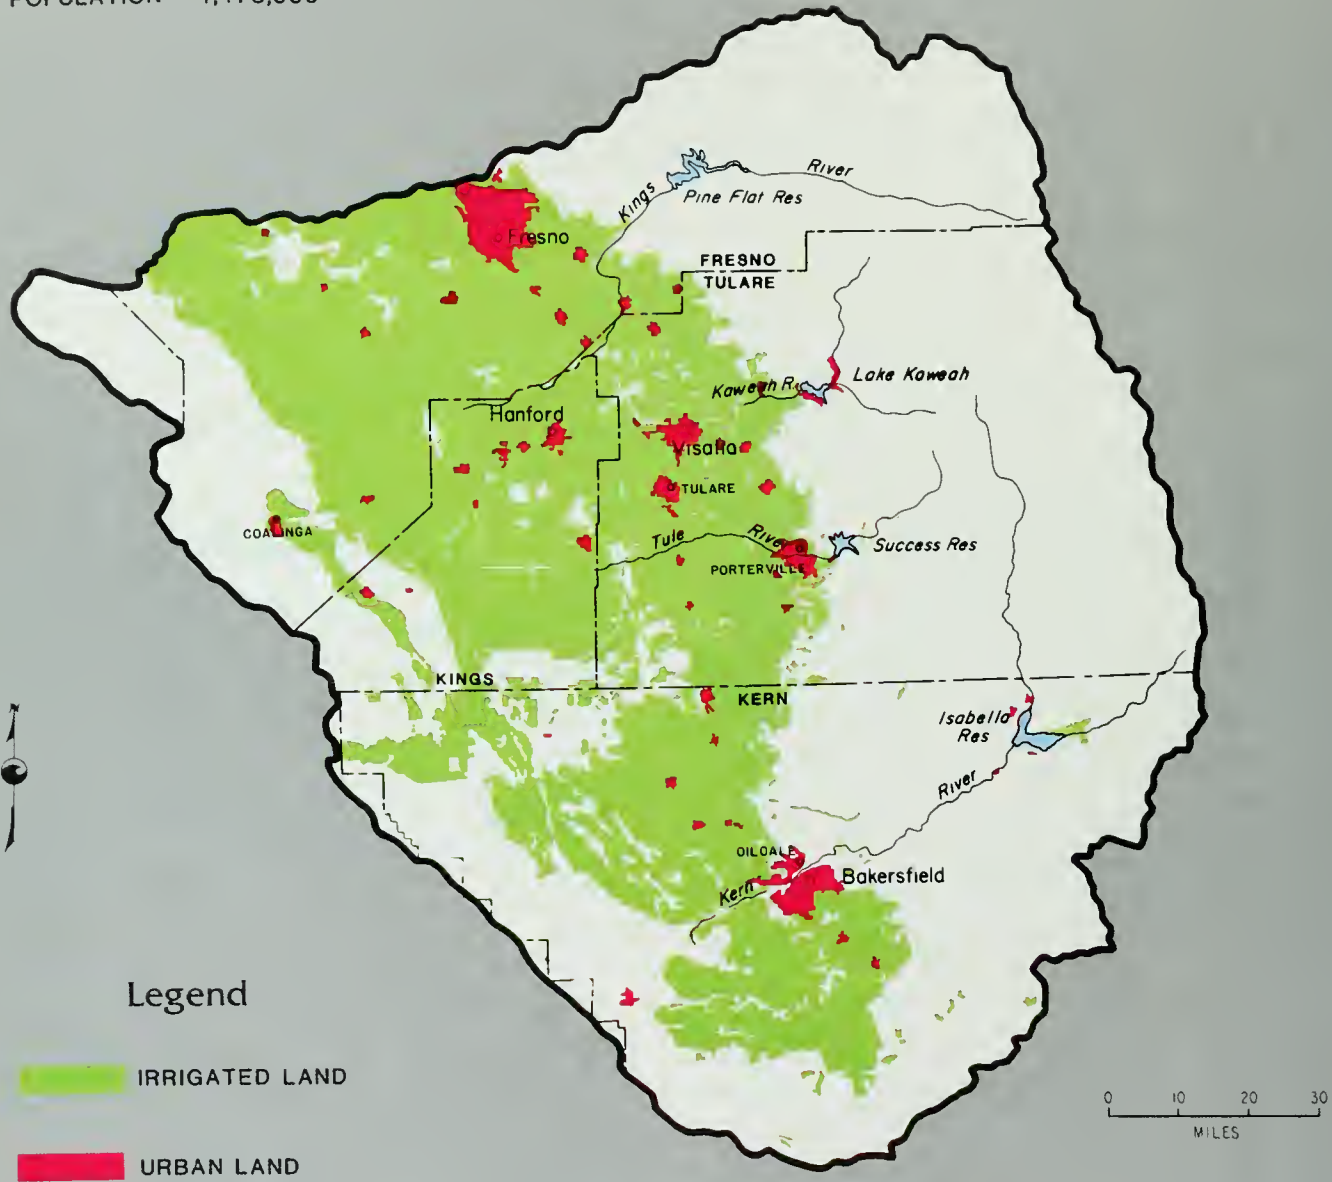 River
Kings
Pine Flat Res
Fresno
FRESNO
TULARE
Kaweah R.
Lake Kaweah
Hanford
Visalia
TULARE
COALINGA
Tule River
Success Res
PORTERVILLE
KINGS
KERN
Isabella
Res
River
OILDALE
Kern
Bakersfield
Legend
IRRIGATED LAND
URBAN LAND
0 10 20 30
MILES